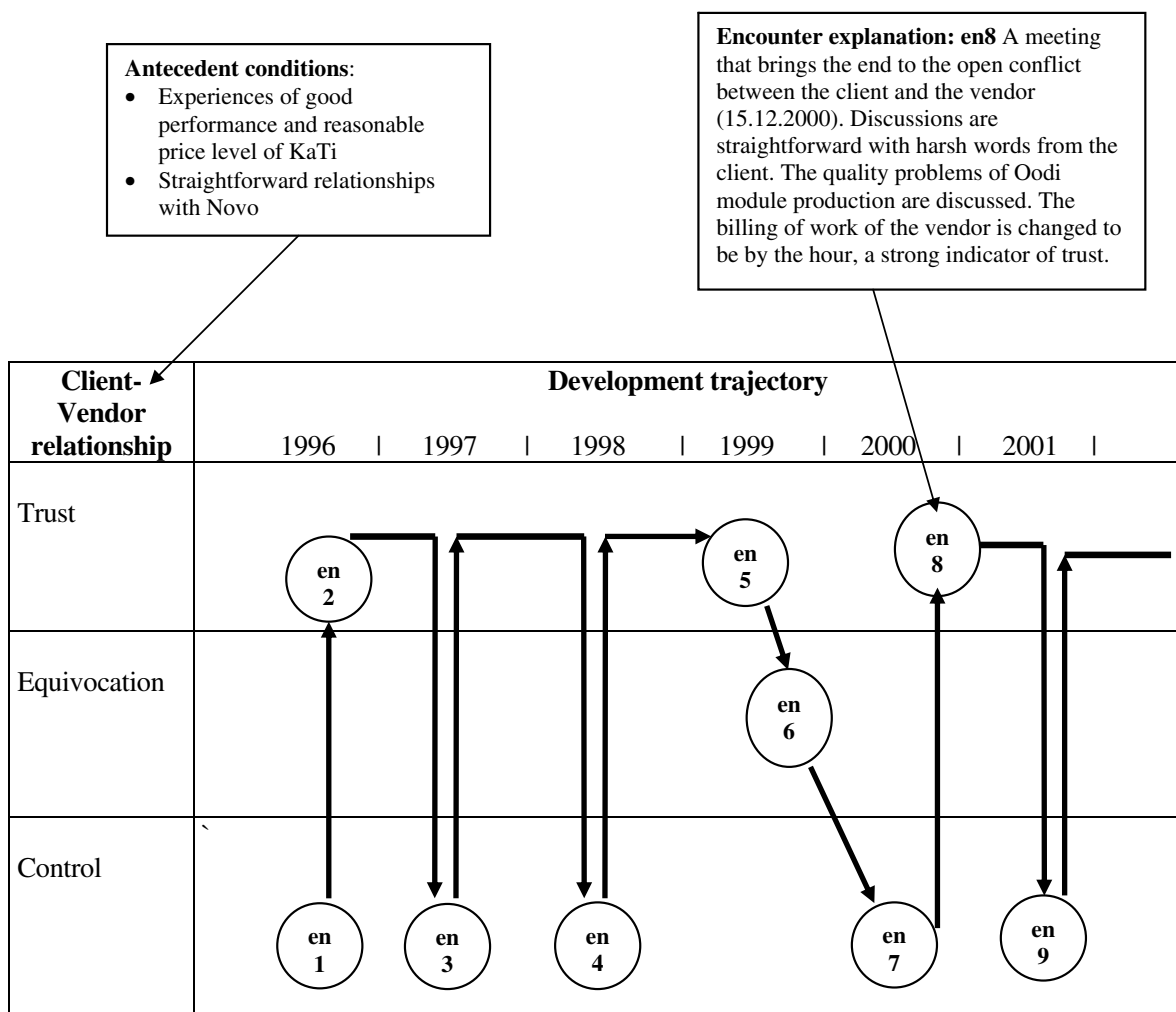 Antecedent conditions:
• Experiences of good
performance and reasonable
price level of KaTi
• Straightforward relationships
with Novo
Encounter explanation: en8 A meeting
that brings the end to the open conflict
between the client and the vendor
(15.12.2000). Discussions are
straightforward with harsh words from the
client. The quality problems of Oodi
module production are discussed. The
billing of work of the vendor is changed to
be by the hour, a strong indicator of trust.
Client-
Vendor
relationship
Development trajectory
1996 | 1997 | 1998 | 1999 | 2000 | 2001 |
Trust
en
2
en
5
en
8
Equivocation
en
6
`
Control
en
1
en
3
en
4
en
7
en
9